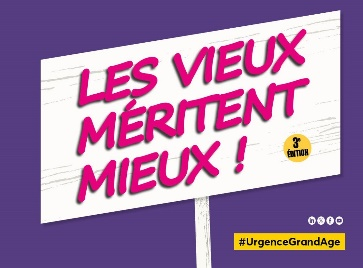 LES VIEUX
MÉRITENT
MIEUX !
3e
ÉDITION
#UrgenceGrandAge